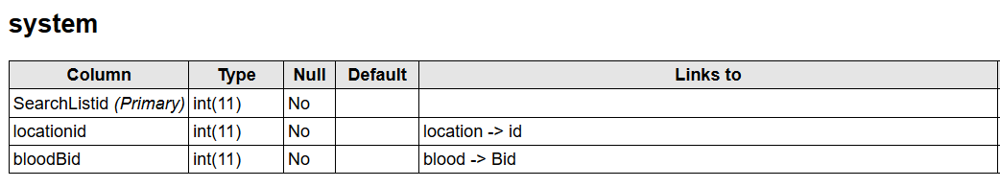 system
Column Type Null Default Links to
SearchListid (Primary) int(11) No
locationid int(11) No location -> id
bloodBid int(11) No blood -> Bid